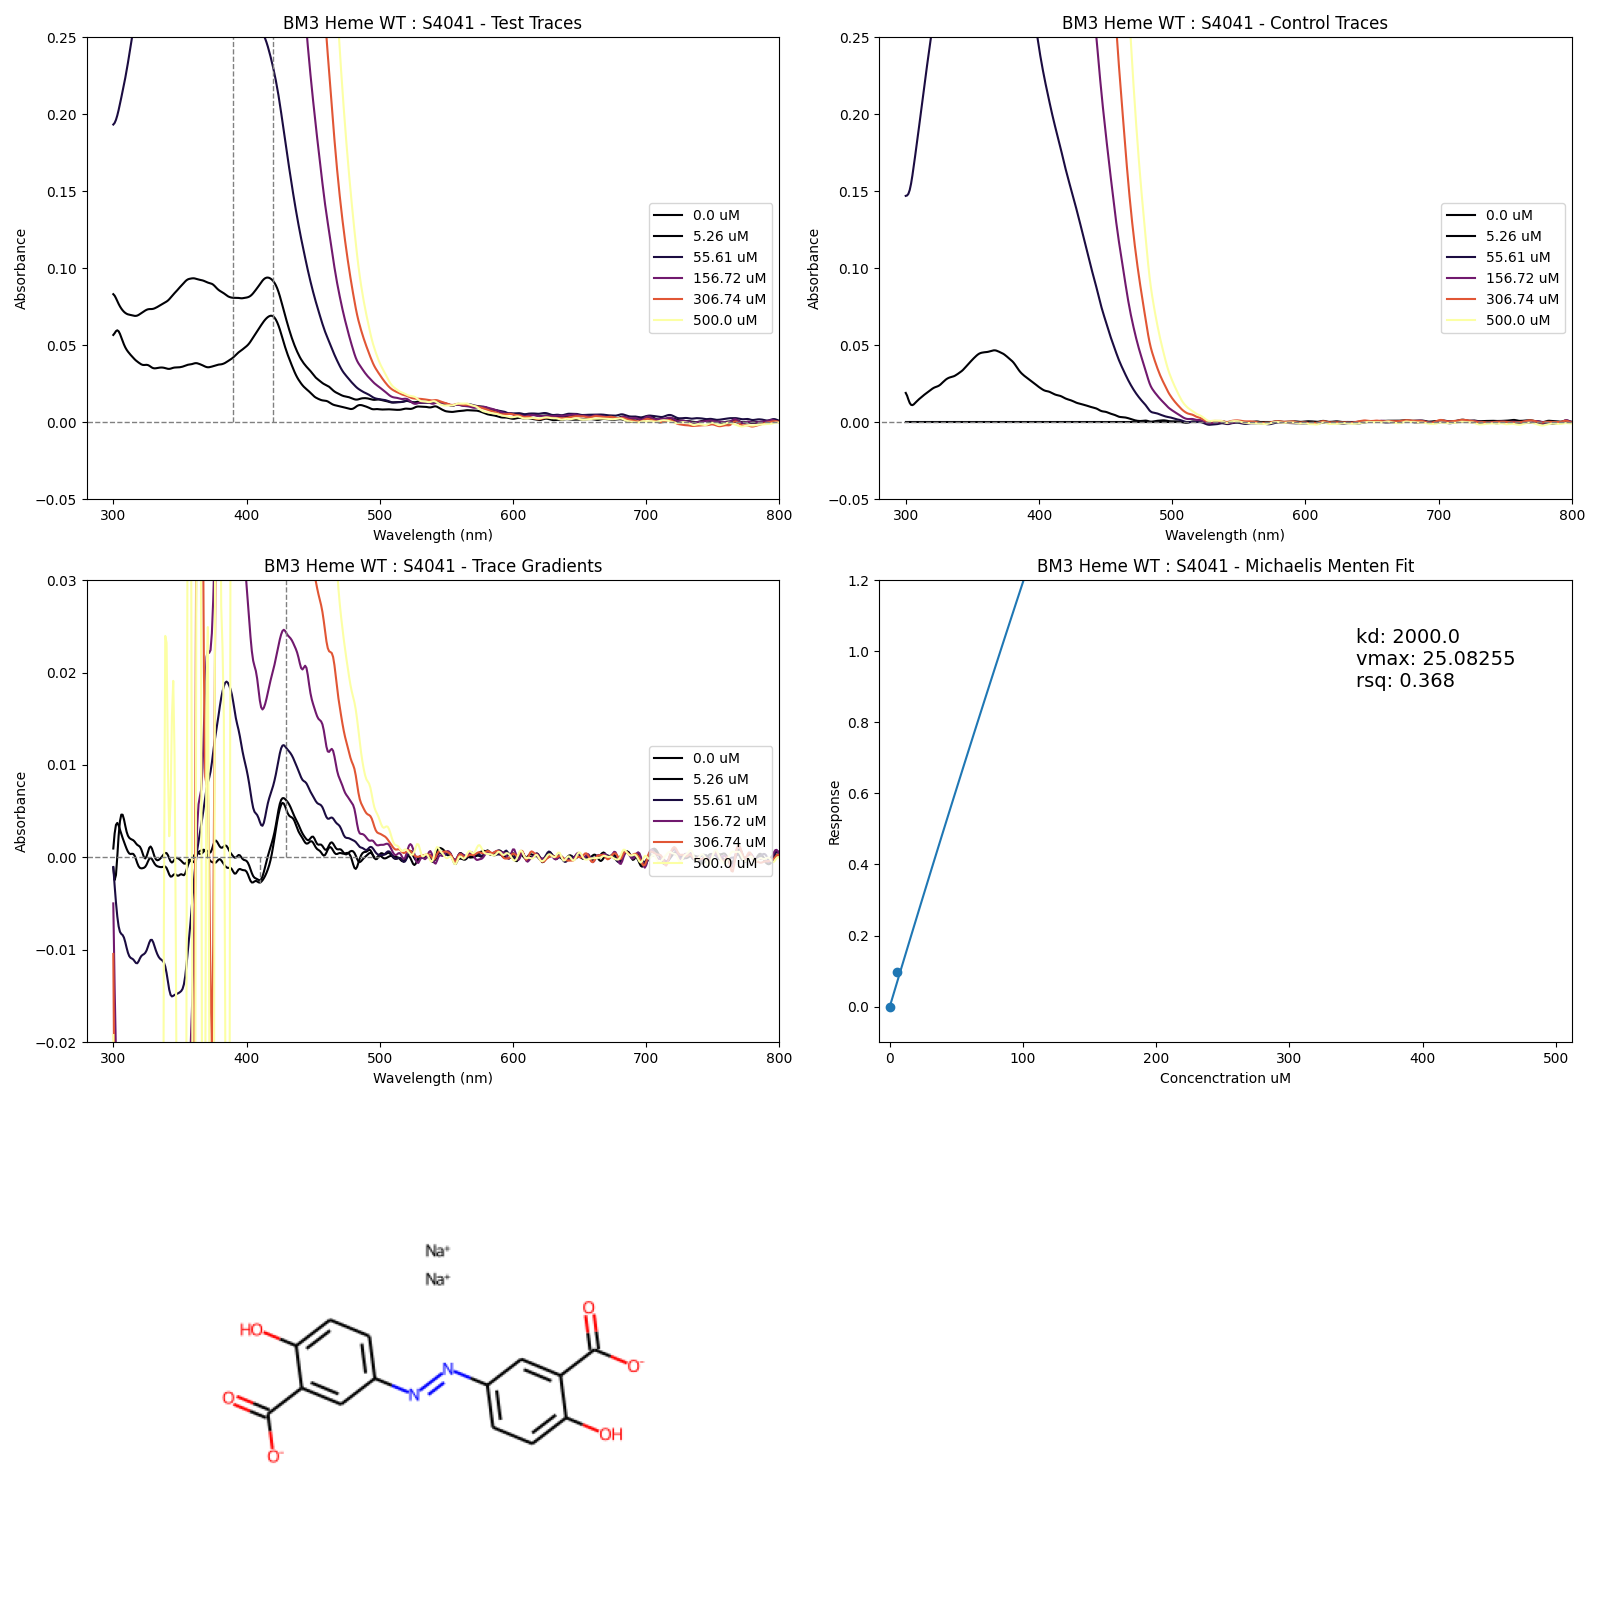 BM3 Heme WT : S4041 - Test Traces
0.25
0.20
0.15
0.10
0.05
0.00
−0.05
Absorbance
300 400 500 600 700 800
Wavelength (nm)
0.0 uM
5.26 uM
55.61 uM
156.72 uM
306.74 uM
500.0 uM
BM3 Heme WT : S4041 - Control Traces
0.25
0.20
0.15
0.10
0.05
0.00
−0.05
Absorbance
300 400 500 600 700 800
Wavelength (nm)
0.0 uM
5.26 uM
55.61 uM
156.72 uM
306.74 uM
500.0 uM
BM3 Heme WT : S4041 - Trace Gradients
0.03
0.02
0.01
0.00
−0.01
−0.02
Absorbance
300 400 500 600 700 800
Wavelength (nm)
0.0 uM
5.26 uM
55.61 uM
156.72 uM
306.74 uM
500.0 uM
BM3 Heme WT : S4041 - Michaelis Menten Fit
1.2
1.0
0.8
0.6
0.4
0.2
0.0
Response
0 100 200 300 400 500
Concenctration uM
kd: 2000.0
vmax: 25.08255
rsq: 0.368
Na⁺
Na⁺
O
HO
N
O⁻
N
O
OH
O⁻